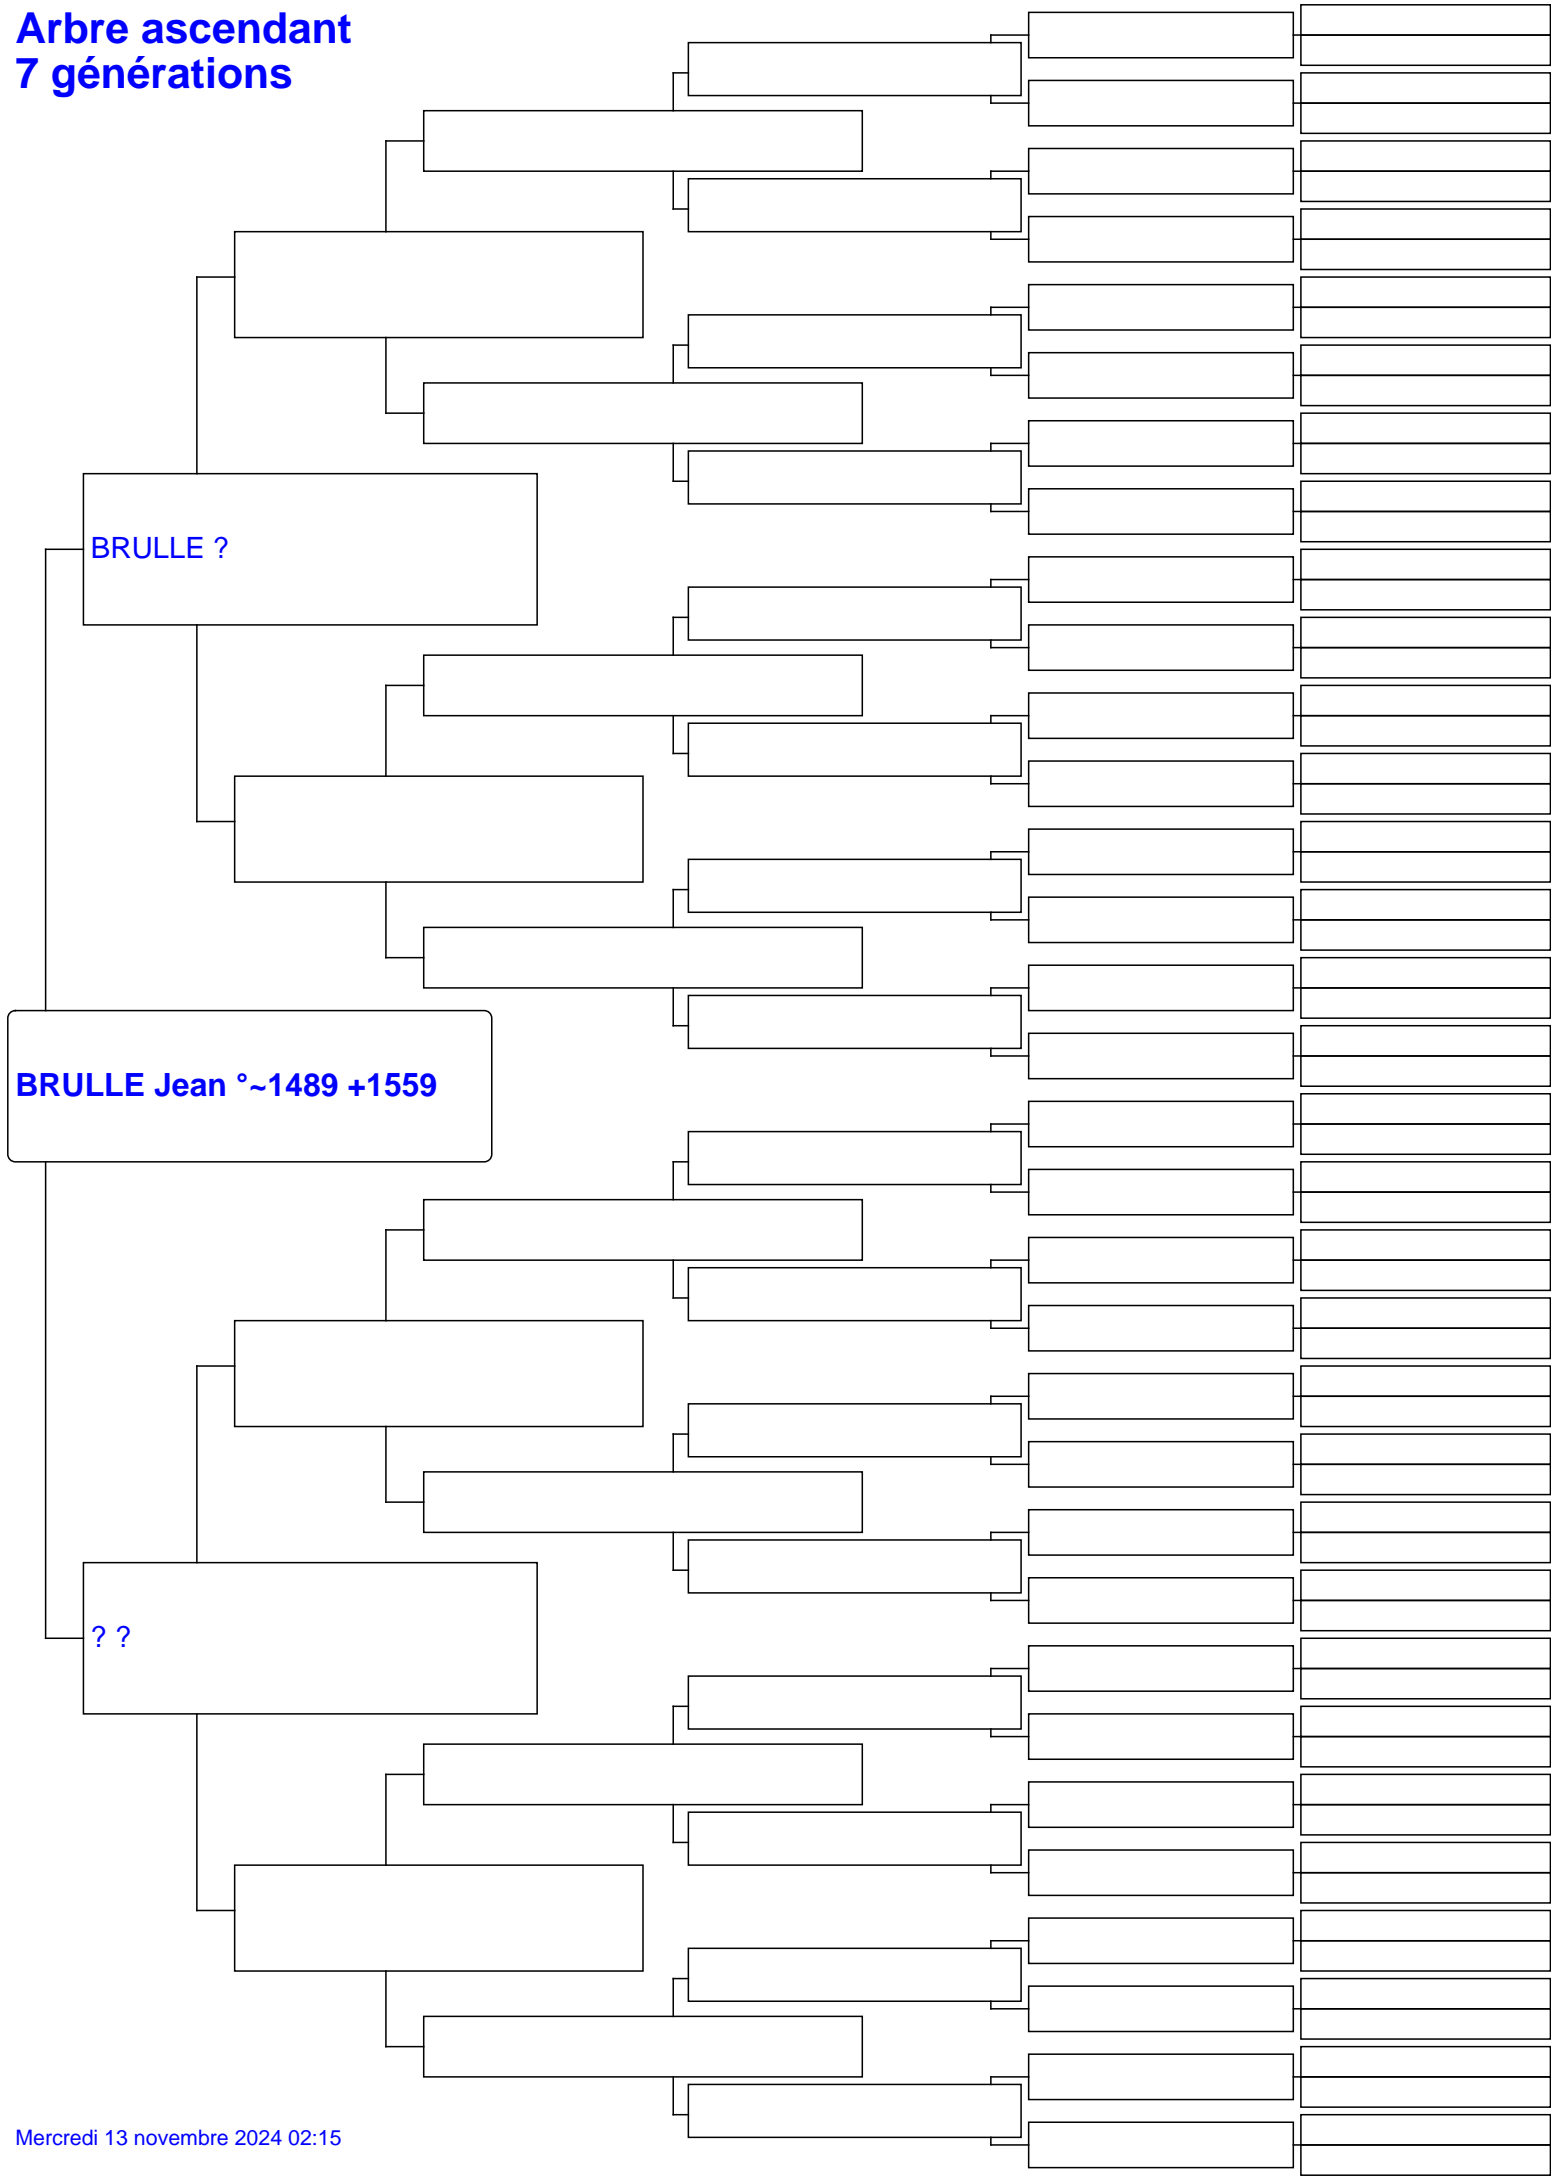 Arbre ascendant
7 générations
BRULLE ?
BRULLE Jean °~1489 +1559
? ?
Mercredi 13 novembre 2024 02:15